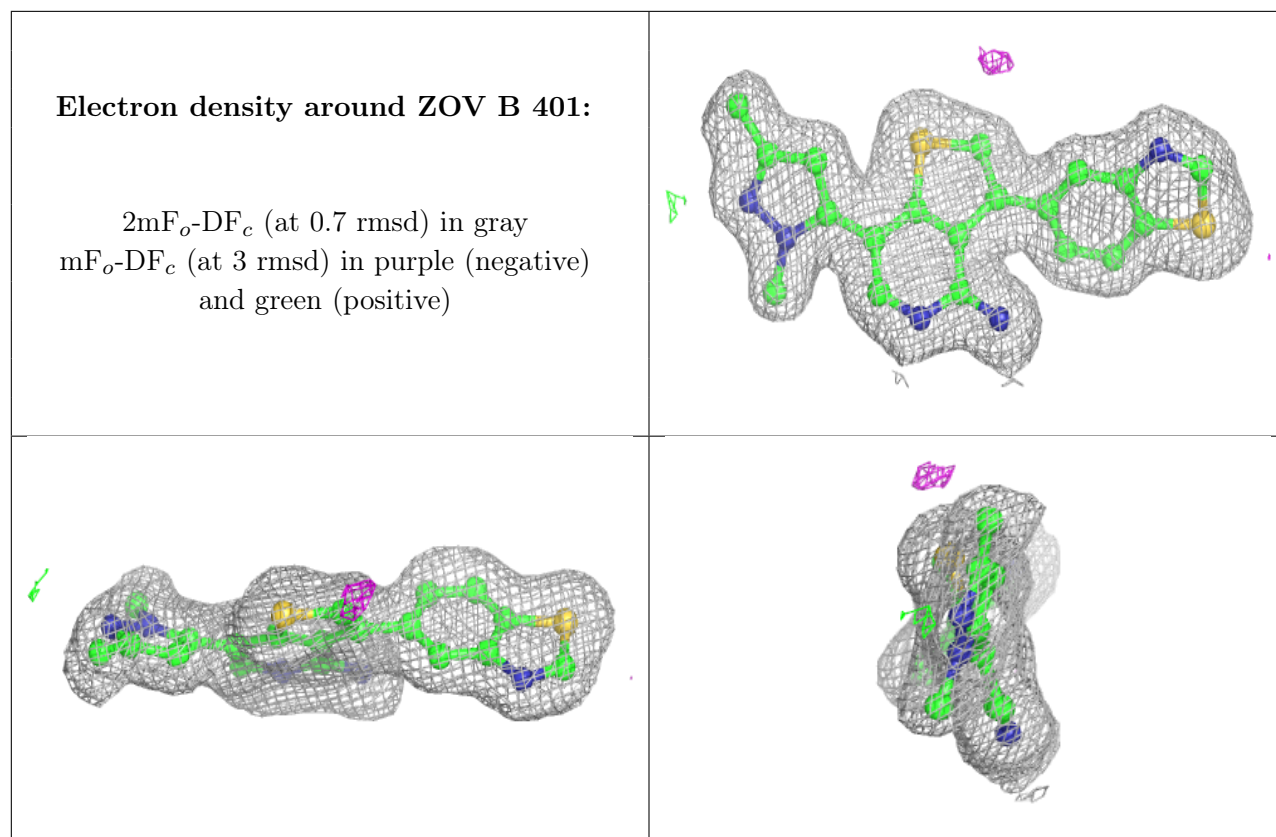 Electron density around ZOV B 401:
2mFₒ-DF𝒸 (at 0.7 rmsd) in gray
mFₒ-DF𝒸 (at 3 rmsd) in purple (negative)
and green (positive)